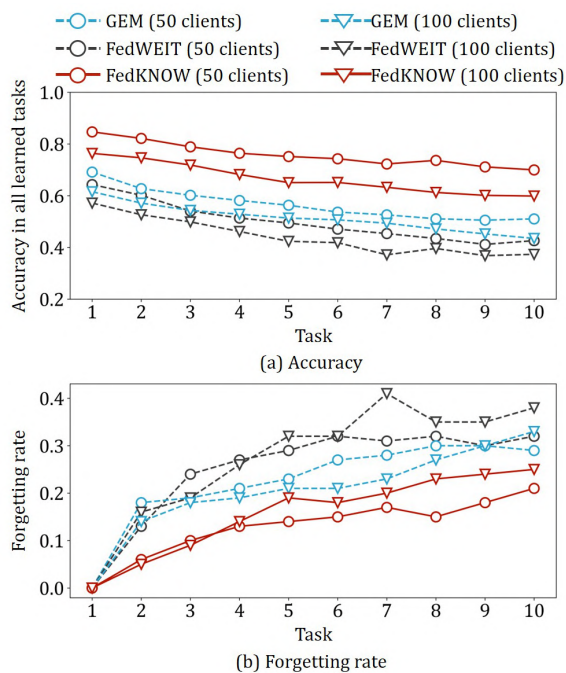 GEM (50 clients) GEM (100 clients)
FedWEIT (50 clients) FedWEIT (100 clients)
FedKNOW (50 clients) FedKNOW (100 clients)
Accuracy in all learned tasks
1.0
0.8
0.6
0.4
0.2
1 2 3 4 5 6 7 8 9 10
Task
(a) Accuracy
Forgetting rate
0.4
0.3
0.2
0.1
0.0
1 2 3 4 5 6 7 8 9 10
Task
(b) Forgetting rate